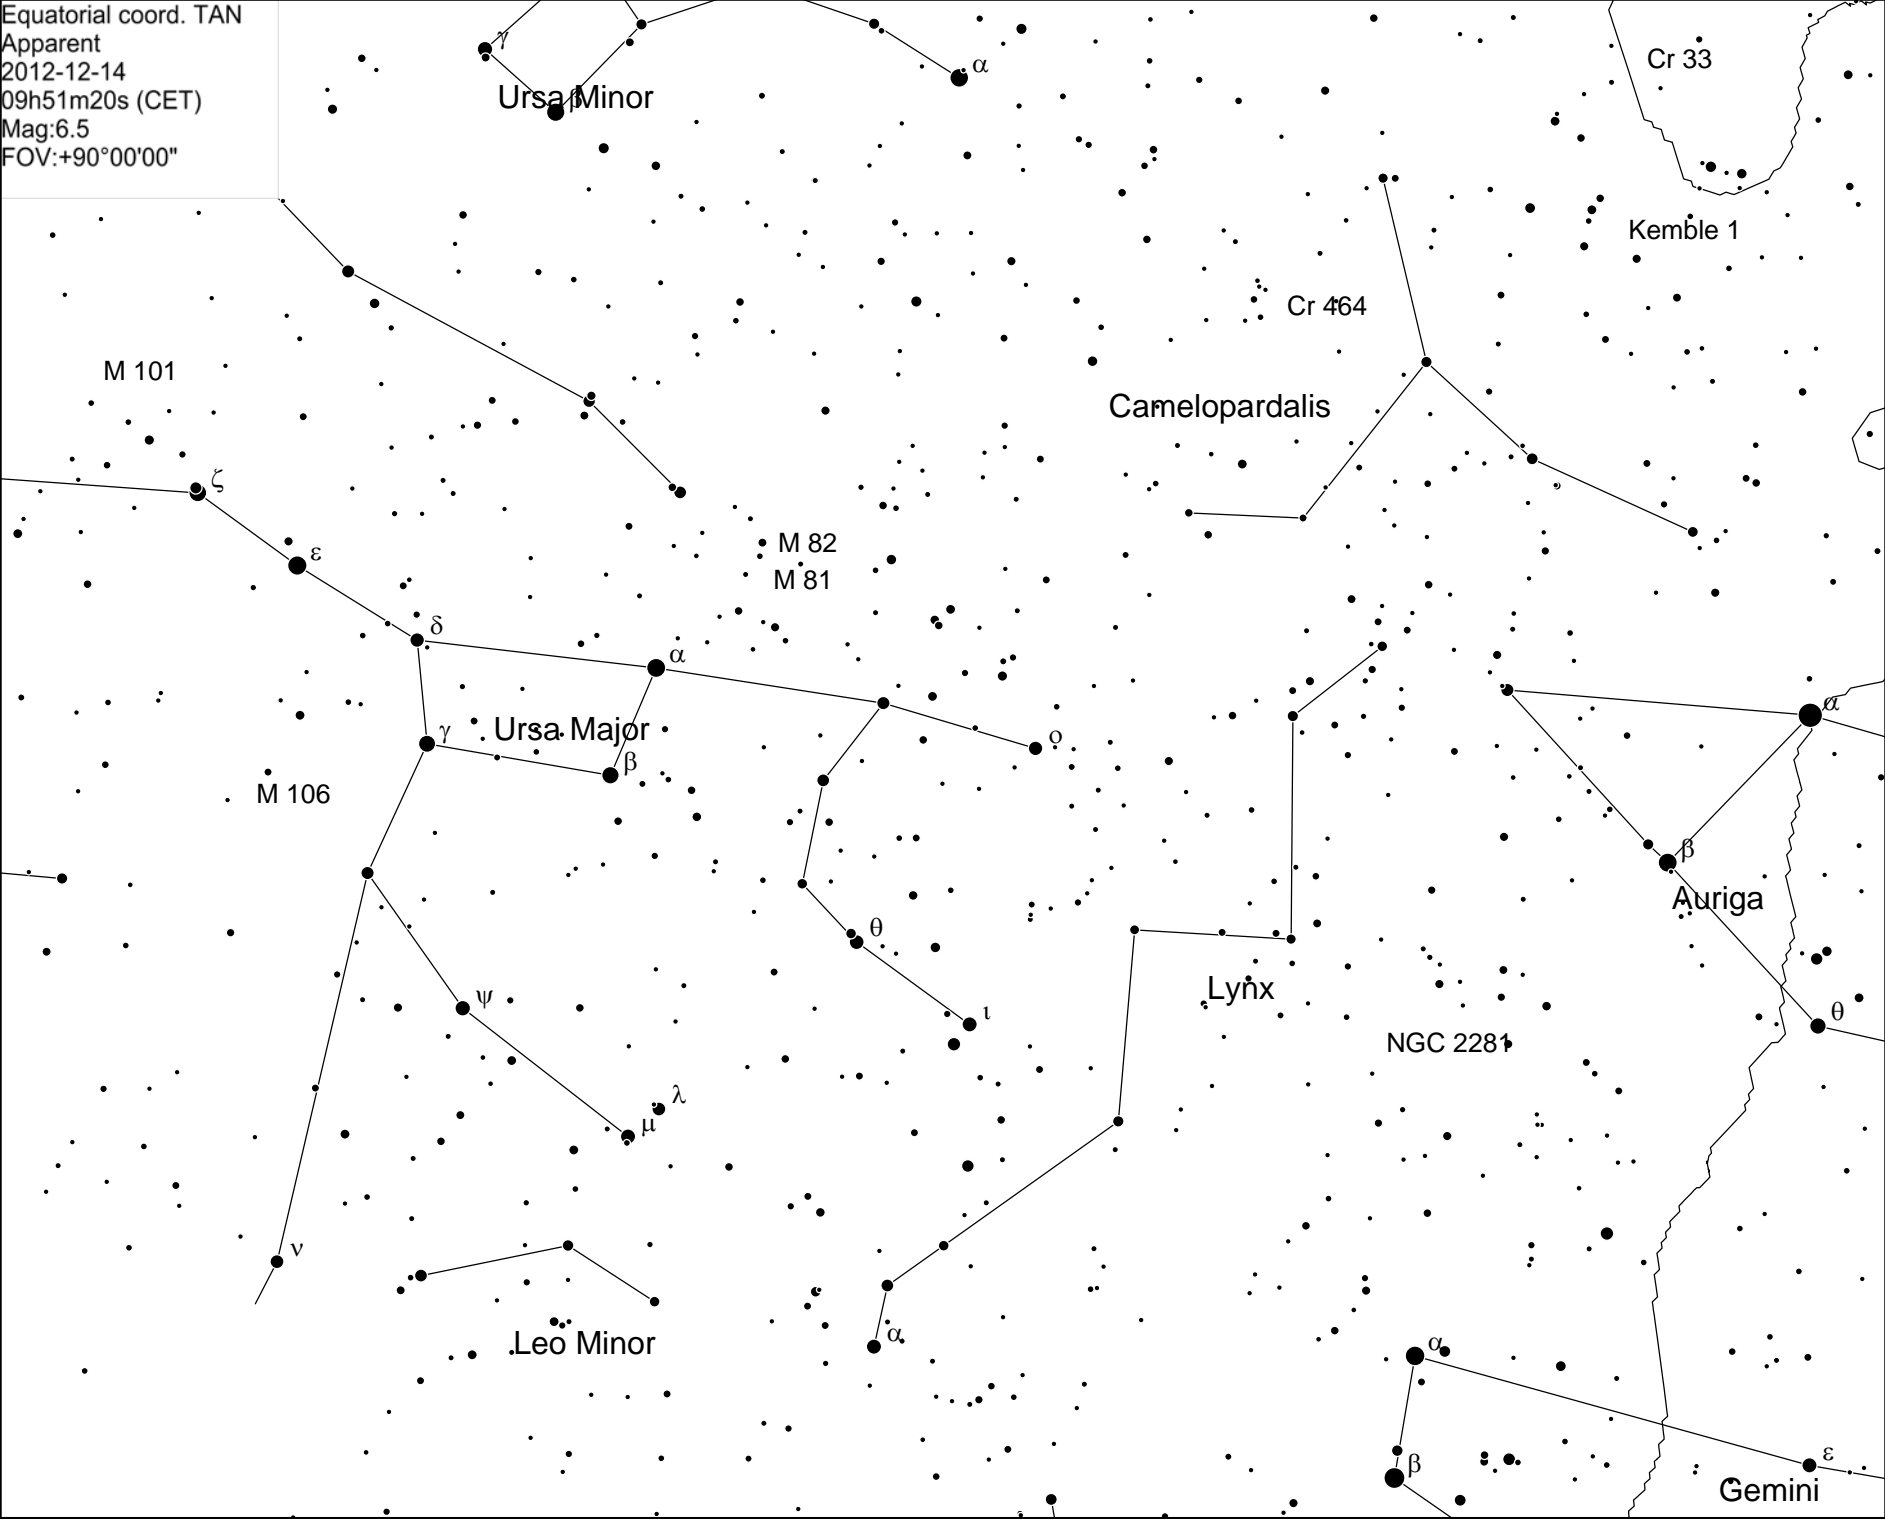 Equatorial coord. TAN
Apparent
2012-12-14
09h51m20s (CET)
Mag:6.5
FOV:+90°00'00"
γ
α
Cr 33
Ursa Minor
β
Kemble 1
Cr 464
M 101
Camelopardalis
ζ
M 82
ε
M 81
δ
α
α
Ursa Major
γ
ο
β
M 106
β
Auriga
θ
Lynx
ψ
ι
θ
NGC 2281
λ
μ
ν
Leo Minor
α
α
ε
β
Gemini